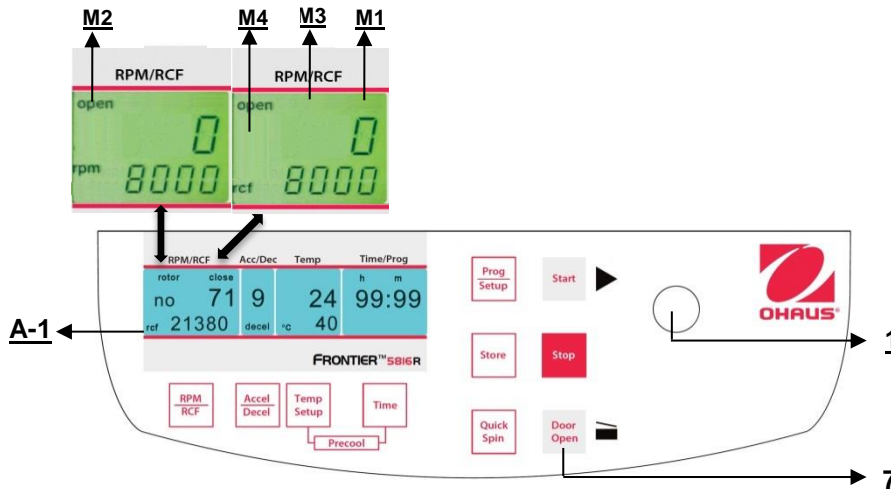 M2 M4 M3 M1
RPM/RCF RPM/RCF
open open
0 0
rpm 8000 rcf 8000
RPM/RCF Acc/Dec Temp Time/Prog
rotor close h m
no 71 9 24 99:99
rcf 21380 decel °C 40
FRONTIER™5816R
A-1
RPM
RCF
Accel
Decel
Temp
Setup
Time
Precool
Prog
Setup
Start
Store
Stop
Quick
Spin
Door
Open
OHAUS®
1
7